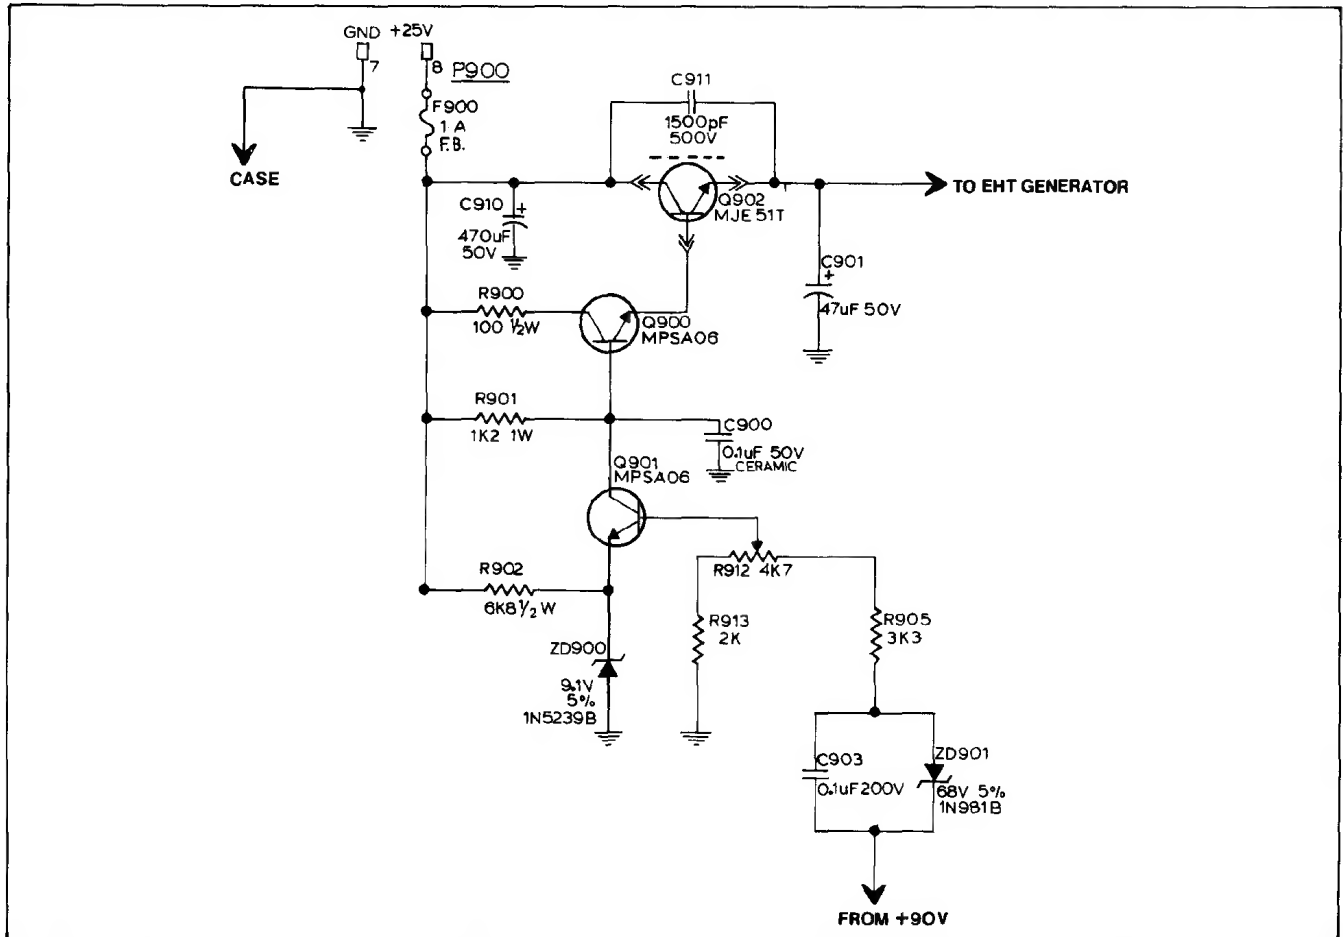 GND +25V
7
8
P900
F900
1 A
F.B.
CASE
C911
1500pF
500V
C910
+
470uF
50V
Q902
MJE51T
TO EHT GENERATOR
C901
+
47uF 50V
R900
100 ½W
Q900
MPSA06
R901
1K2 1W
C900
0.1uF 50V
CERAMIC
Q901
MPSA06
R902
6K8 ½ W
R912 4K7
R913
2K
R905
3K3
ZD900
9.1V
5%
1N5239B
C903
0.1uF 200V
ZD901
68V 5%
1N981B
FROM +90V